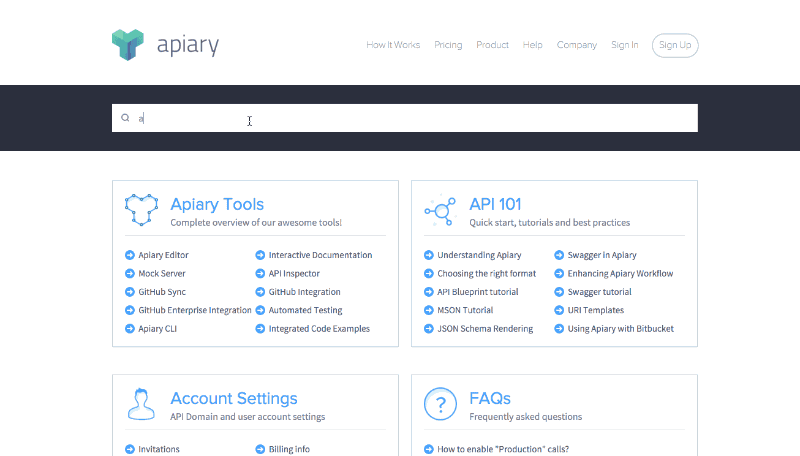 apiary
How It Works Pricing Product Help Company Sign In Sign Up
a
Apiary Tools
Complete overview of our awesome tools!
Apiary Editor Interactive Documentation
Mock Server API Inspector
GitHub Sync GitHub Integration
GitHub Enterprise Integration Automated Testing
Apiary CLI Integrated Code Examples
API 101
Quick start, tutorials and best practices
Understanding Apiary Swagger in Apiary
Choosing the right format Enhancing Apiary Workflow
API Blueprint tutorial Swagger tutorial
MSON Tutorial URI Templates
JSON Schema Rendering Using Apiary with Bitbucket
Account Settings
API Domain and user account settings
Invitations Billing info
FAQs
Frequently asked questions
How to enable "Production" calls?